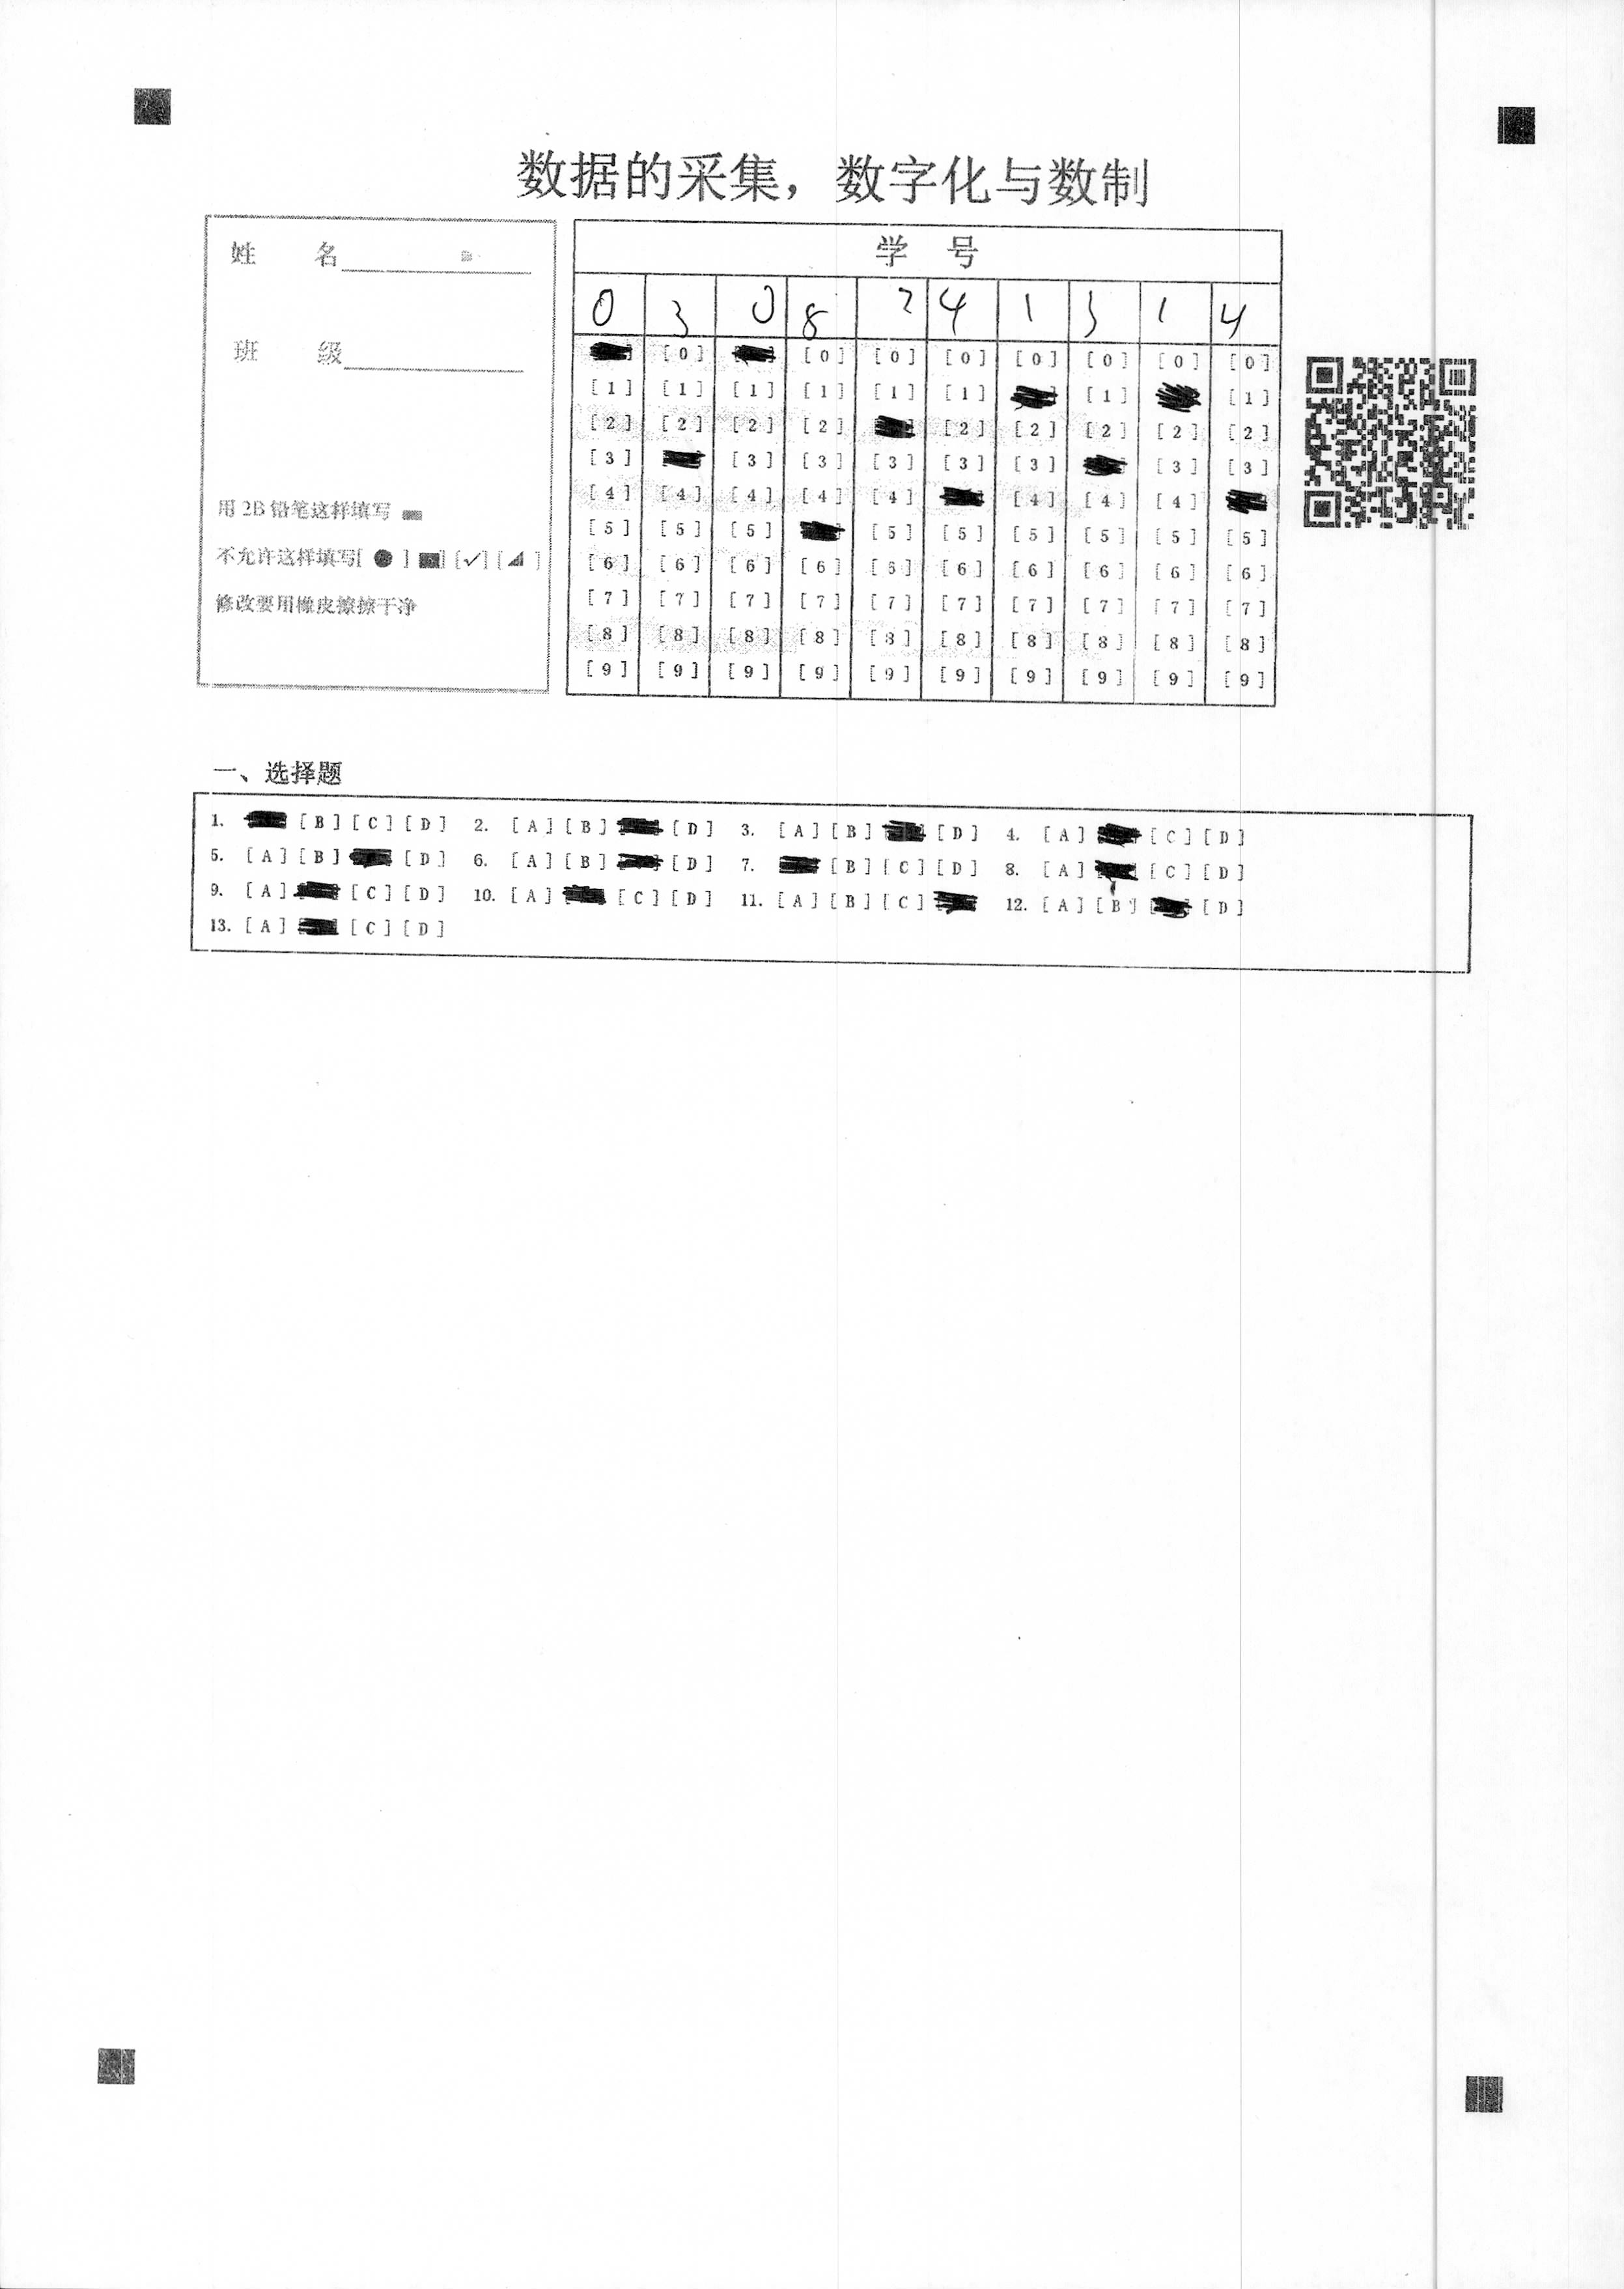 数据的采集，数字化与数制
姓 名
班 级
用 2B 铅笔这样填写
不允许这样填写[ ● ] [■] [✓] [◢ ]
修改要用橡皮擦擦干净
学 号
0 3 0 8 2 4 1 3 1 4
[0] [0] [0] [0] [0] [0] [0] [0]
[1] [1] [1] [1] [1] [1] [1] [1]
[2] [2] [2] [2] [2] [2] [2] [2] [2]
[3] [3] [3] [3] [3] [3] [3] [3]
[4] [4] [4] [4] [4] [4] [4] [4]
[5] [5] [5] [5] [5] [5] [5] [5] [5]
[6] [6] [6] [6] [6] [6] [6] [6] [6] [6]
[7] [7] [7] [7] [7] [7] [7] [7] [7] [7]
[8] [8] [8] [8] [8] [8] [8] [8] [8] [8]
[9] [9] [9] [9] [9] [9] [9] [9] [9] [9]
一、选择题
1. [B] [C] [D] 2. [A] [B] [D] 3. [A] [B] [D] 4. [A] [C] [D]
5. [A] [B] [D] 6. [A] [B] [D] 7. [B] [C] [D] 8. [A] [C] [D]
9. [A] [C] [D] 10. [A] [C] [D] 11. [A] [B] [C] 12. [A] [B] [D]
13. [A] [C] [D]